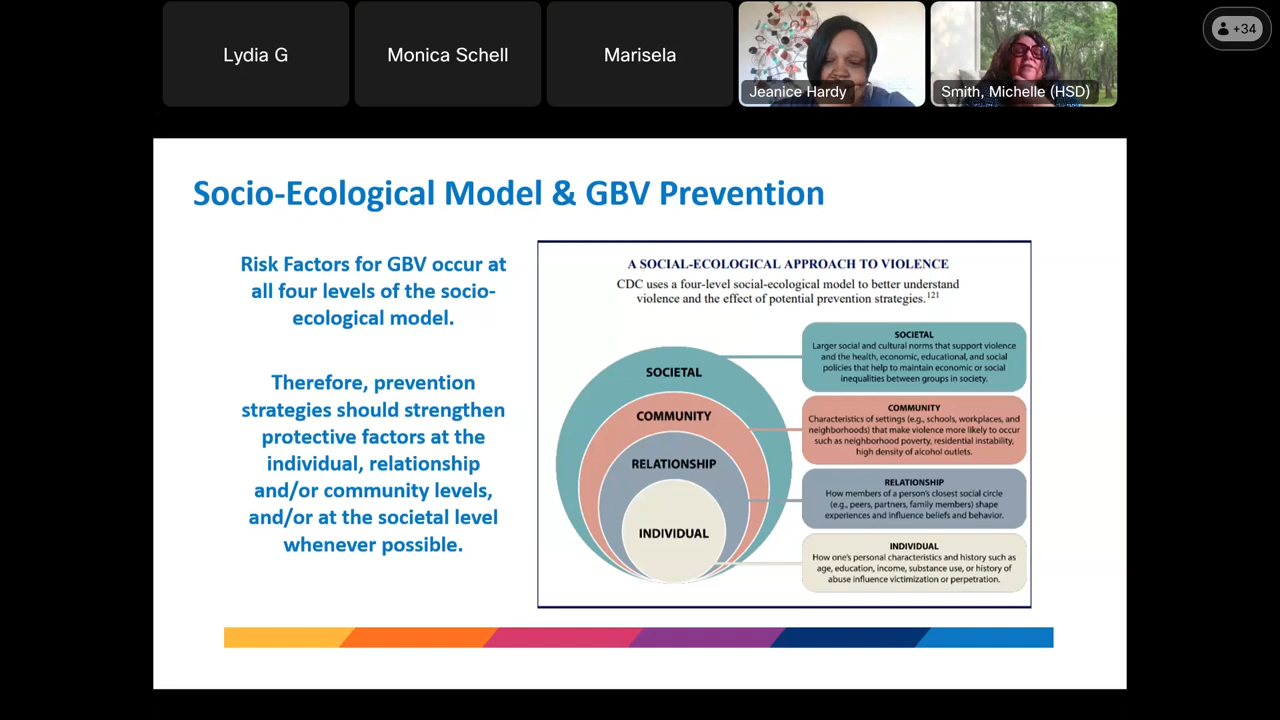 Lydia G
Monica Schell
Marisela
Jeanice Hardy
Smith, Michelle (HSD)
+34
Socio-Ecological Model & GBV Prevention
Risk Factors for GBV occur at
all four levels of the socio-
ecological model.
Therefore, prevention
strategies should strengthen
protective factors at the
individual, relationship
and/or community levels,
and/or at the societal level
whenever possible.
A SOCIAL-ECOLOGICAL APPROACH TO VIOLENCE
CDC uses a four-level social-ecological model to better understand
violence and the effect of potential prevention strategies.121
SOCIETAL
COMMUNITY
RELATIONSHIP
INDIVIDUAL
SOCIETAL
Larger social and cultural norms that support violence
and the health, economic, educational, and social
policies that help to maintain economic or social
inequalities between groups in society.
COMMUNITY
Characteristics of settings (e.g., schools, workplaces, and
neighborhoods) that make violence more likely to occur
such as neighborhood poverty, residential instability,
high density of alcohol outlets.
RELATIONSHIP
How members of a person's closest social circle
(e.g., peers, partners, family members) shape
experiences and influence beliefs and behavior.
INDIVIDUAL
How one's personal characteristics and history such as
age, education, income, substance use, or history of
abuse influence victimization or perpetration.